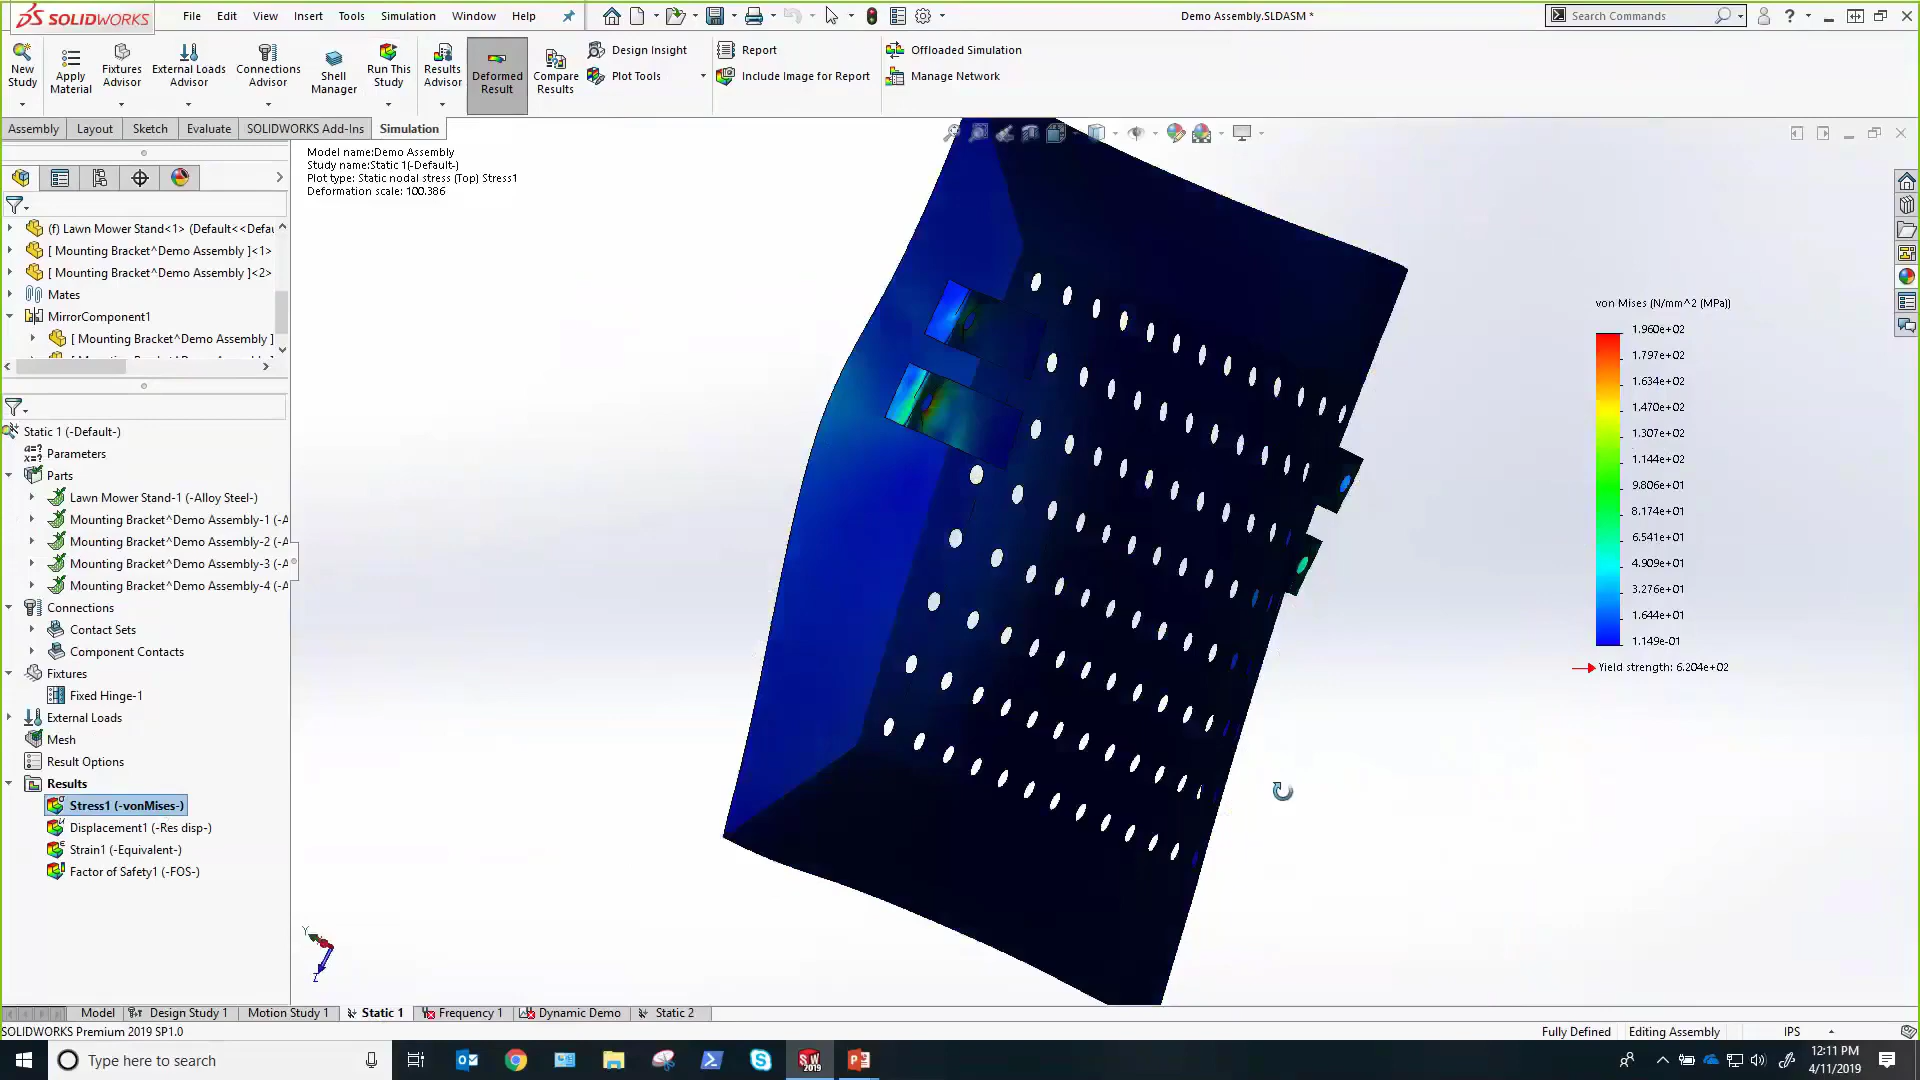 SOLIDWORKS
File Edit View Insert Tools Simulation Window Help
Demo Assembly.SLDASM *
Search Commands
New Study
Apply Material
Fixtures Advisor
External Loads Advisor
Connections Advisor
Shell Manager
Run This Study
Results Advisor
Deformed Result
Compare Results
Design Insight
Plot Tools
Report
Include Image for Report
Offloaded Simulation
Manage Network
Assembly Layout Sketch Evaluate SOLIDWORKS Add-Ins Simulation
Model name:Demo Assembly
Study name:Static 1(-Default-)
Plot type: Static nodal stress (Top) Stress1
Deformation scale: 100.386
(f) Lawn Mower Stand<1> (Default<<Defau
[ Mounting Bracket^Demo Assembly ]<1>
[ Mounting Bracket^Demo Assembly ]<2>
Mates
MirrorComponent1
[ Mounting Bracket^Demo Assembly ]
Static 1 (-Default-)
Parameters
Parts
Lawn Mower Stand-1 (-Alloy Steel-)
Mounting Bracket^Demo Assembly-1 (-A
Mounting Bracket^Demo Assembly-2 (-A
Mounting Bracket^Demo Assembly-3 (-A
Mounting Bracket^Demo Assembly-4 (-A
Connections
Contact Sets
Component Contacts
Fixtures
Fixed Hinge-1
External Loads
Mesh
Result Options
Results
Stress1 (-vonMises-)
Displacement1 (-Res disp-)
Strain1 (-Equivalent-)
Factor of Safety1 (-FOS-)
von Mises (N/mm^2 (MPa))
1.960e+02
1.797e+02
1.634e+02
1.470e+02
1.307e+02
1.144e+02
9.806e+01
8.174e+01
6.541e+01
4.909e+01
3.276e+01
1.644e+01
1.149e-01
Yield strength: 6.204e+02
Y
Z
Model Design Study 1 Motion Study 1 Static 1 Frequency 1 Dynamic Demo Static 2
SOLIDWORKS Premium 2019 SP1.0
Fully Defined Editing Assembly IPS
Type here to search
12:11 PM
4/11/2019